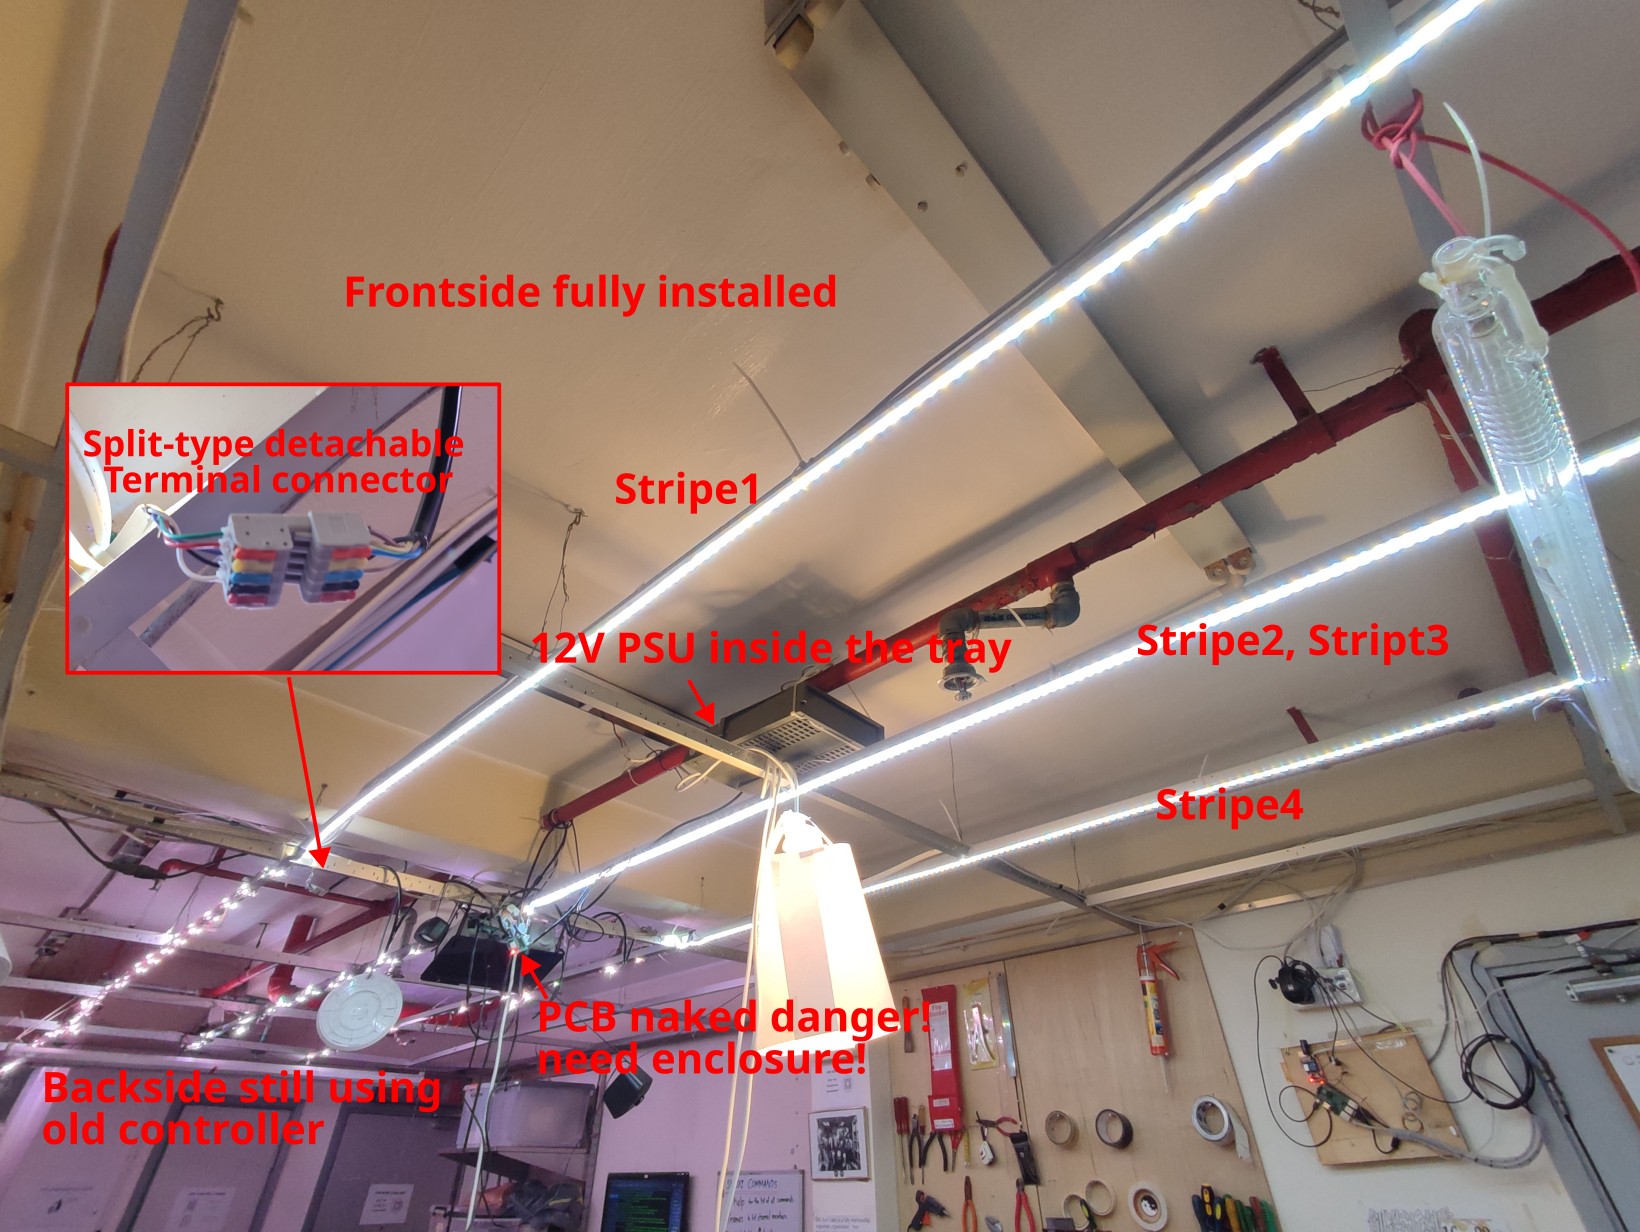 Frontside fully installed
Split-type detachable
Terminal connector
Stripe1
12V PSU inside the tray
Stripe2, Stript3
Stripe4
PCB naked danger!
need enclosure!
Backside still using
old controller
COMMANDS